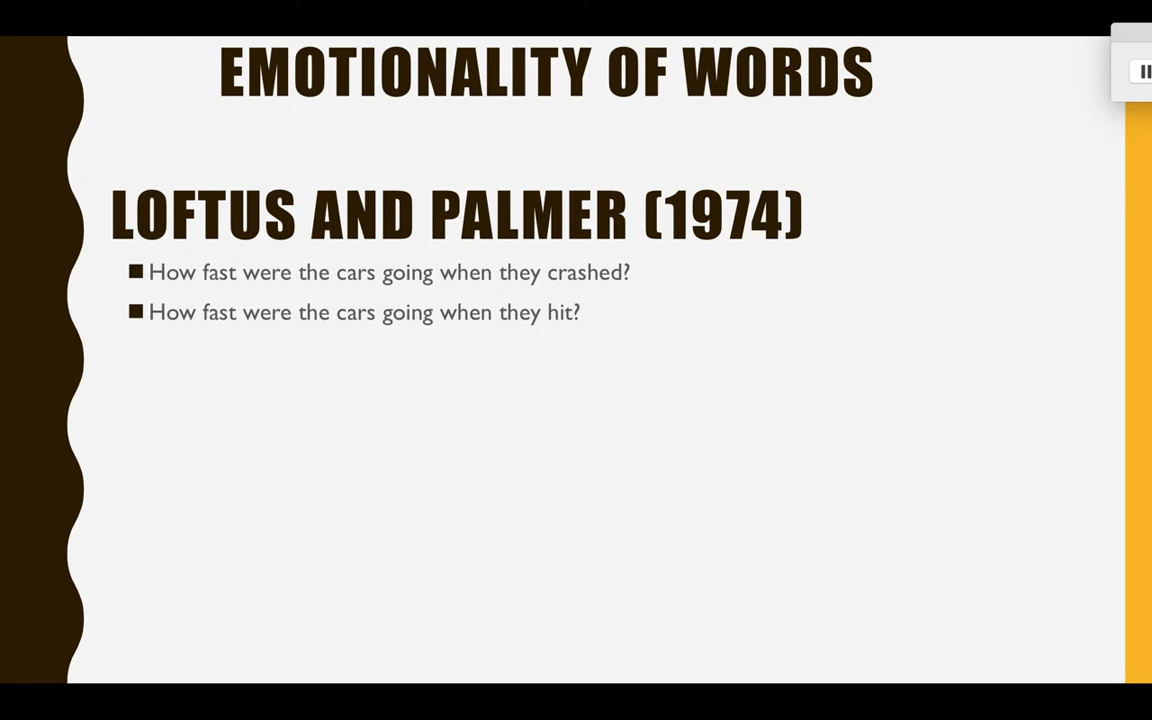 EMOTIONALITY OF WORDS
LOFTUS AND PALMER (1974)
How fast were the cars going when they crashed?
How fast were the cars going when they hit?